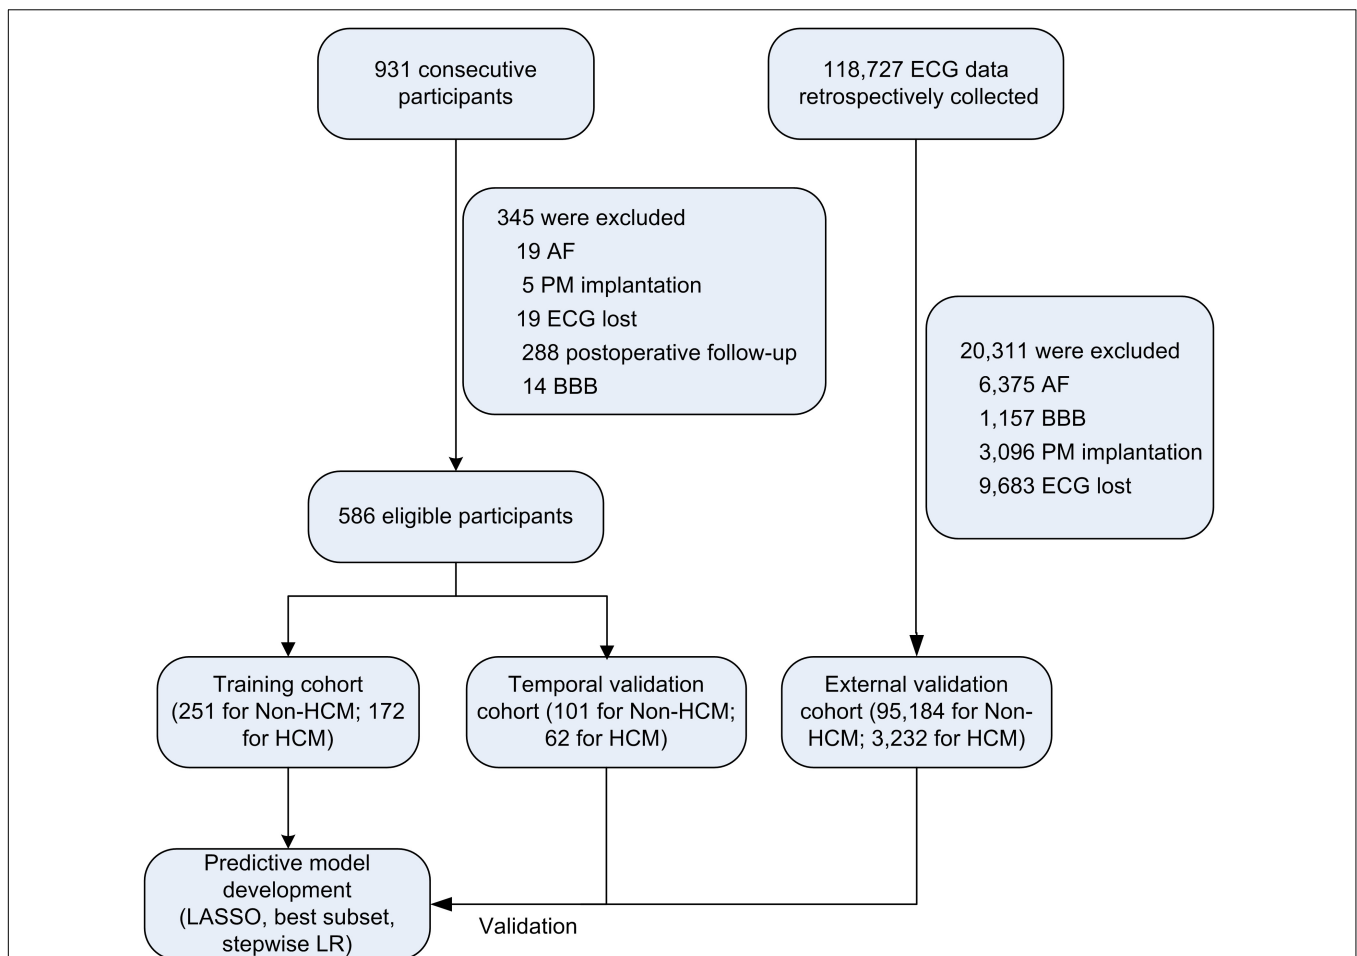 931 consecutive
participants
118,727 ECG data
retrospectively collected
345 were excluded
19 AF
5 PM implantation
19 ECG lost
288 postoperative follow-up
14 BBB
20,311 were excluded
6,375 AF
1,157 BBB
3,096 PM implantation
9,683 ECG lost
586 eligible participants
Training cohort
(251 for Non-HCM; 172
for HCM)
Temporal validation
cohort (101 for Non-HCM;
62 for HCM)
External validation
cohort (95,184 for Non-
HCM; 3,232 for HCM)
Predictive model
development
(LASSO, best subset,
stepwise LR)
Validation